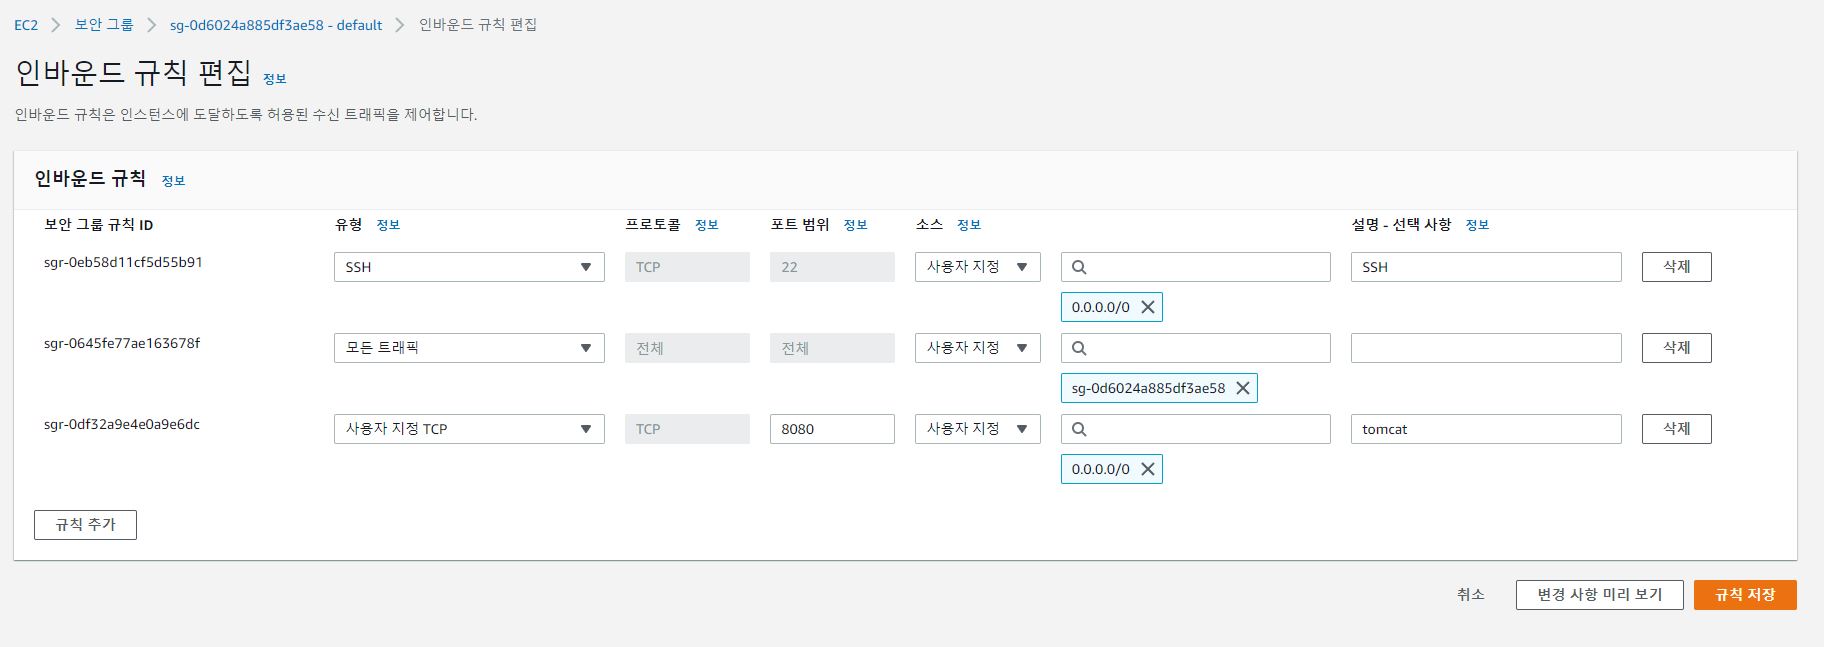 EC2 > 보안 그룹 > sg-0d6024a885df3ae58 - default > 인바운드 규칙 편집
인바운드 규칙 편집 정보
인바운드 규칙은 인스턴스에 도달하도록 허용된 수신 트래픽을 제어합니다.
인바운드 규칙 정보
보안 그룹 규칙 ID 유형 정보 프로토콜 정보 포트 범위 정보 소스 정보 설명 - 선택 사항 정보
sgr-0eb58d11cf5d55b91 SSH TCP 22 사용자 지정 SSH 삭제
0.0.0.0/0
sgr-0645fe77ae163678f 모든 트래픽 전체 전체 사용자 지정 삭제
sg-0d6024a885df3ae58
sgr-0df32a9e4e0a9e6dc 사용자 지정 TCP TCP 8080 사용자 지정 tomcat 삭제
0.0.0.0/0
규칙 추가
취소 변경 사항 미리 보기 규칙 저장